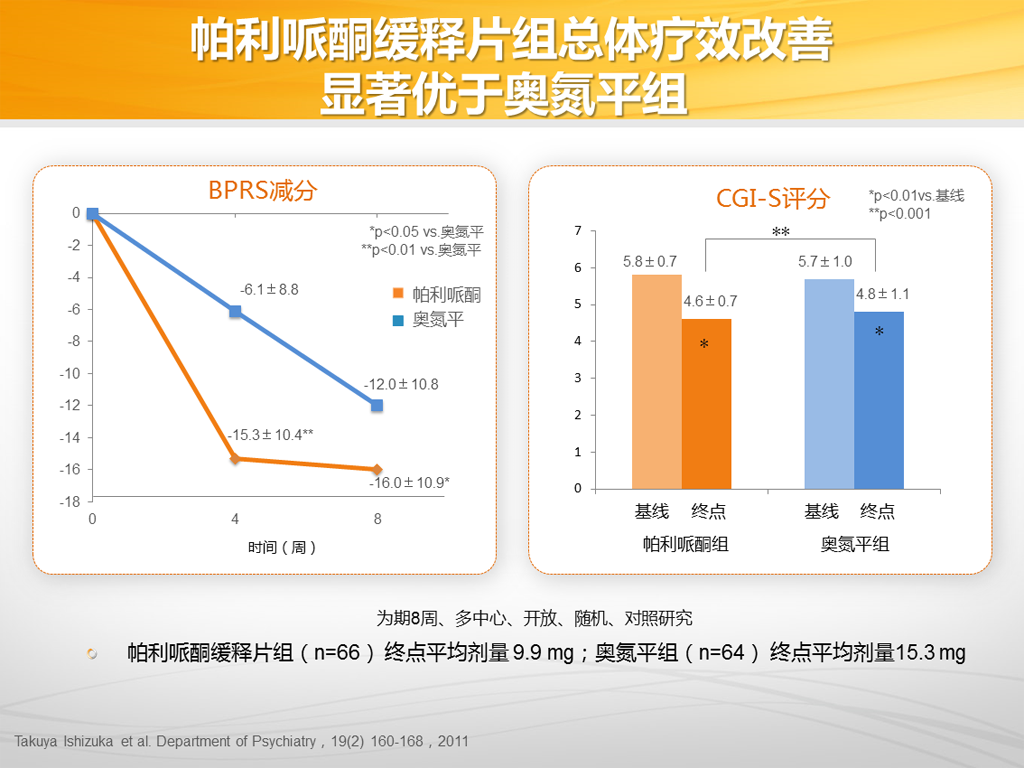 帕利哌酮缓释片组总体疗效改善
显著优于奥氮平组
BPRS减分
*p<0.05 vs.奥氮平
**p<0.01 vs.奥氮平
帕利哌酮
奥氮平
0
-2
-4
-6
-8
-10
-12
-14
-16
-18
-6.1±8.8
-12.0±10.8
-15.3±10.4**
-16.0±10.9*
0 4 8
时间（周）
CGI-S评分
*p<0.01vs.基线
**p<0.001
**
7
6
5
4
3
2
1
0
5.8±0.7
4.6±0.7
5.7±1.0
4.8±1.1
*
*
基线 终点 基线 终点
帕利哌酮组 奥氮平组
为期8周、多中心、开放、随机、对照研究
帕利哌酮缓释片组（n=66） 终点平均剂量 9.9 mg；奥氮平组（n=64） 终点平均剂量15.3 mg
Takuya Ishizuka et al. Department of Psychiatry，19(2) 160-168，2011